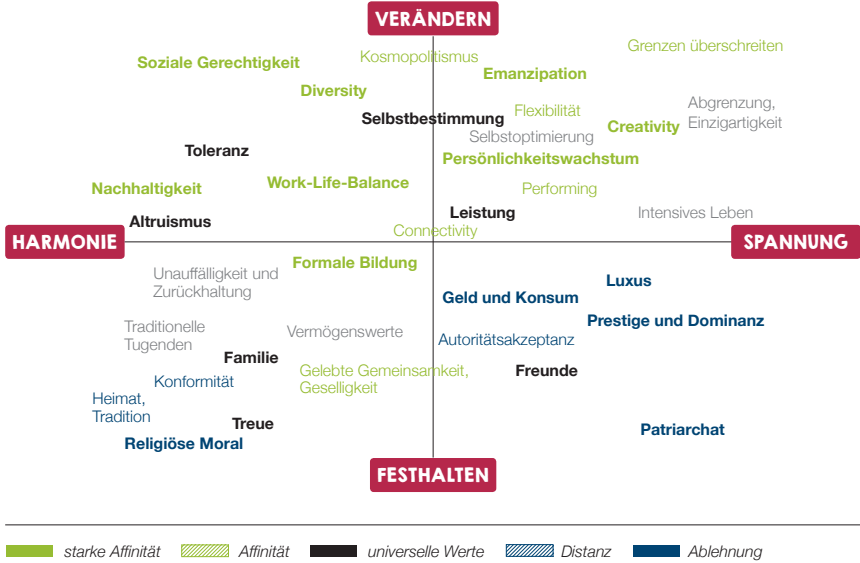 VERÄNDERN
Grenzen überschreiten
Kosmopolitismus
Soziale Gerechtigkeit
Emanzipation
Diversity
Abgrenzung,
Einzigartigkeit
Flexibilität
Selbstbestimmung
Creativity
Selbstoptimierung
Toleranz
Persönlichkeitswachstum
Work-Life-Balance
Nachhaltigkeit
Performing
Leistung
Intensives Leben
Altruismus
Connectivity
HARMONIE
SPANNUNG
Formale Bildung
Unauffälligkeit und
Zurückhaltung
Luxus
Geld und Konsum
Prestige und Dominanz
Traditionelle
Tugenden
Vermögenswerte
Autoritätsakzeptanz
Familie
Gelebte Gemeinsamkeit,
Geselligkeit
Freunde
Konformität
Heimat,
Tradition
Treue
Patriarchat
Religiöse Moral
FESTHALTEN
starke Affinität
Affinität
universelle Werte
Distanz
Ablehnung